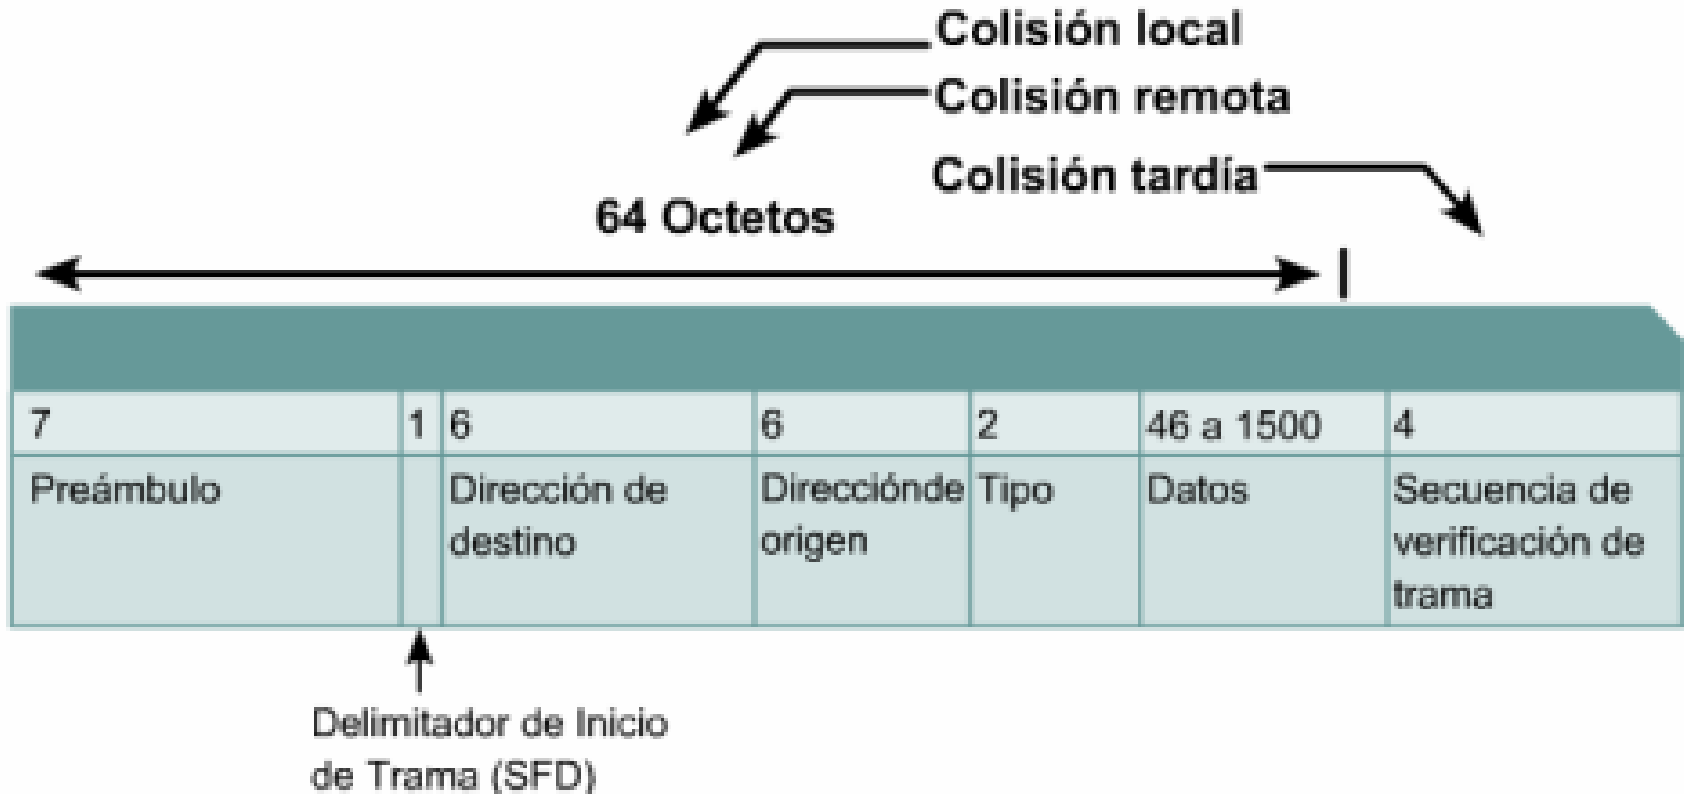 Colisión local
Colisión remota
Colisión tardía
64 Octetos
7
1
6
6
2
46 a 1500
4
Preámbulo
Dirección de
destino
Direcciónde
origen
Tipo
Datos
Secuencia de
verificación de
trama
Delimitador de Inicio
de Trama (SFD)